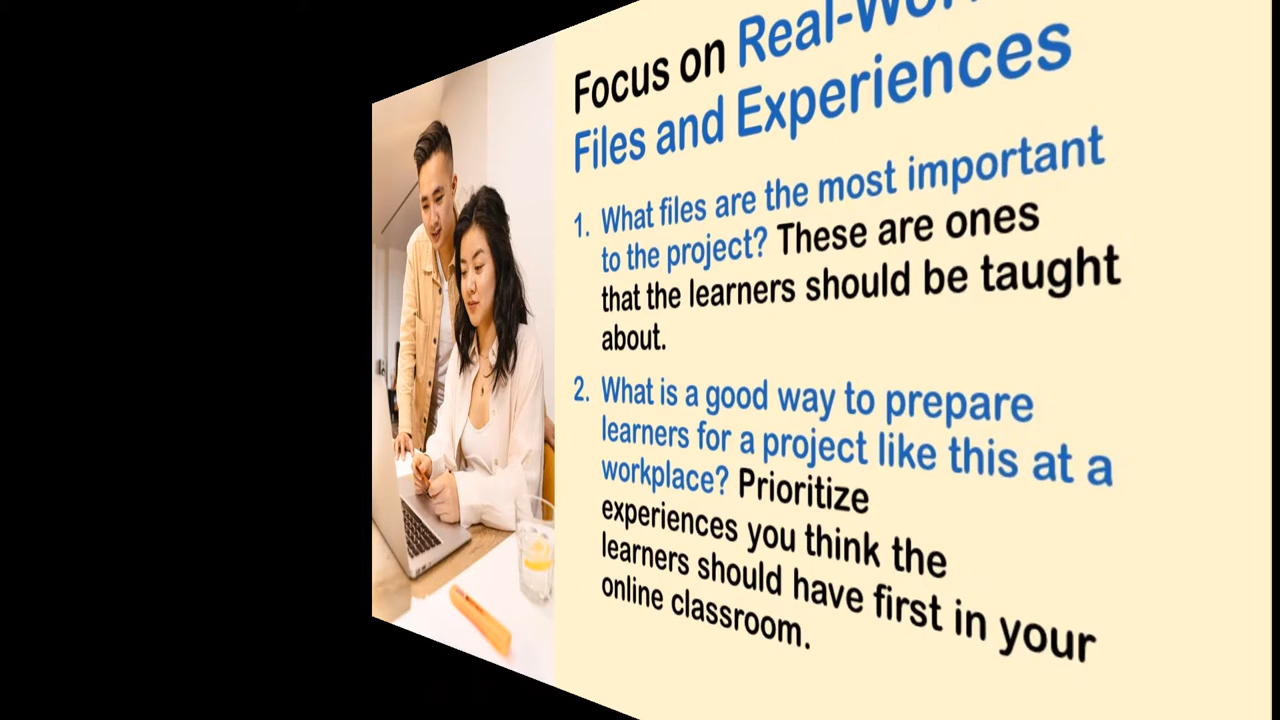 Focus on Real-Wor
Files and Experiences
1. What files are the most important
to the project? These are ones
that the learners should be taught
about.
2. What is a good way to prepare
learners for a project like this at a
workplace? Prioritize
experiences you think the
learners should have first in your
online classroom.